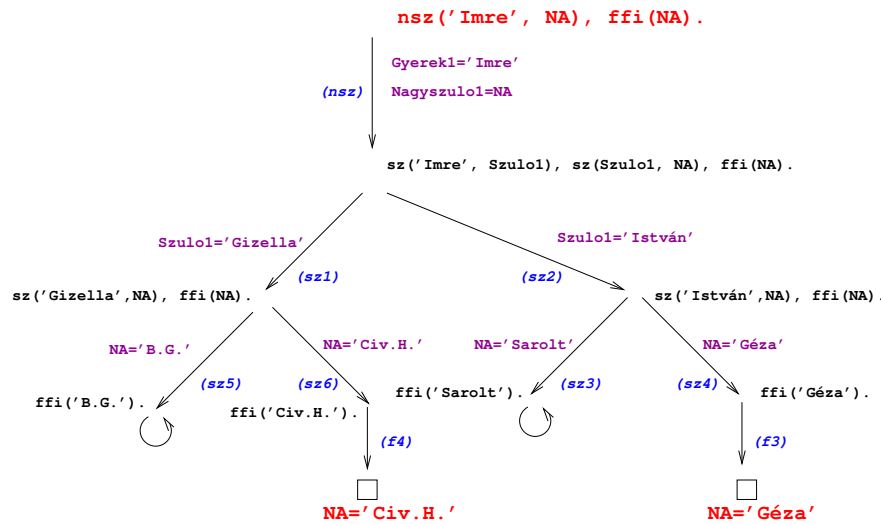 nsz('Imre', NA), ffi(NA).
Gyerek1='Imre'
(nsz)
Nagyszulo1=NA
sz('Imre', Szulo1), sz(Szulo1, NA), ffi(NA).
Szulo1='Gizella'
Szulo1='István'
(sz1)
(sz2)
sz('Gizella',NA), ffi(NA).
sz('István',NA), ffi(NA).
NA='B.G.'
NA='Civ.H.'
NA='Sarolt'
NA='Géza'
(sz5)
(sz6)
(sz3)
(sz4)
ffi('B.G.').
ffi('Civ.H.').
ffi('Sarolt').
ffi('Géza').
(f4)
(f3)
NA='Civ.H.'
NA='Géza'